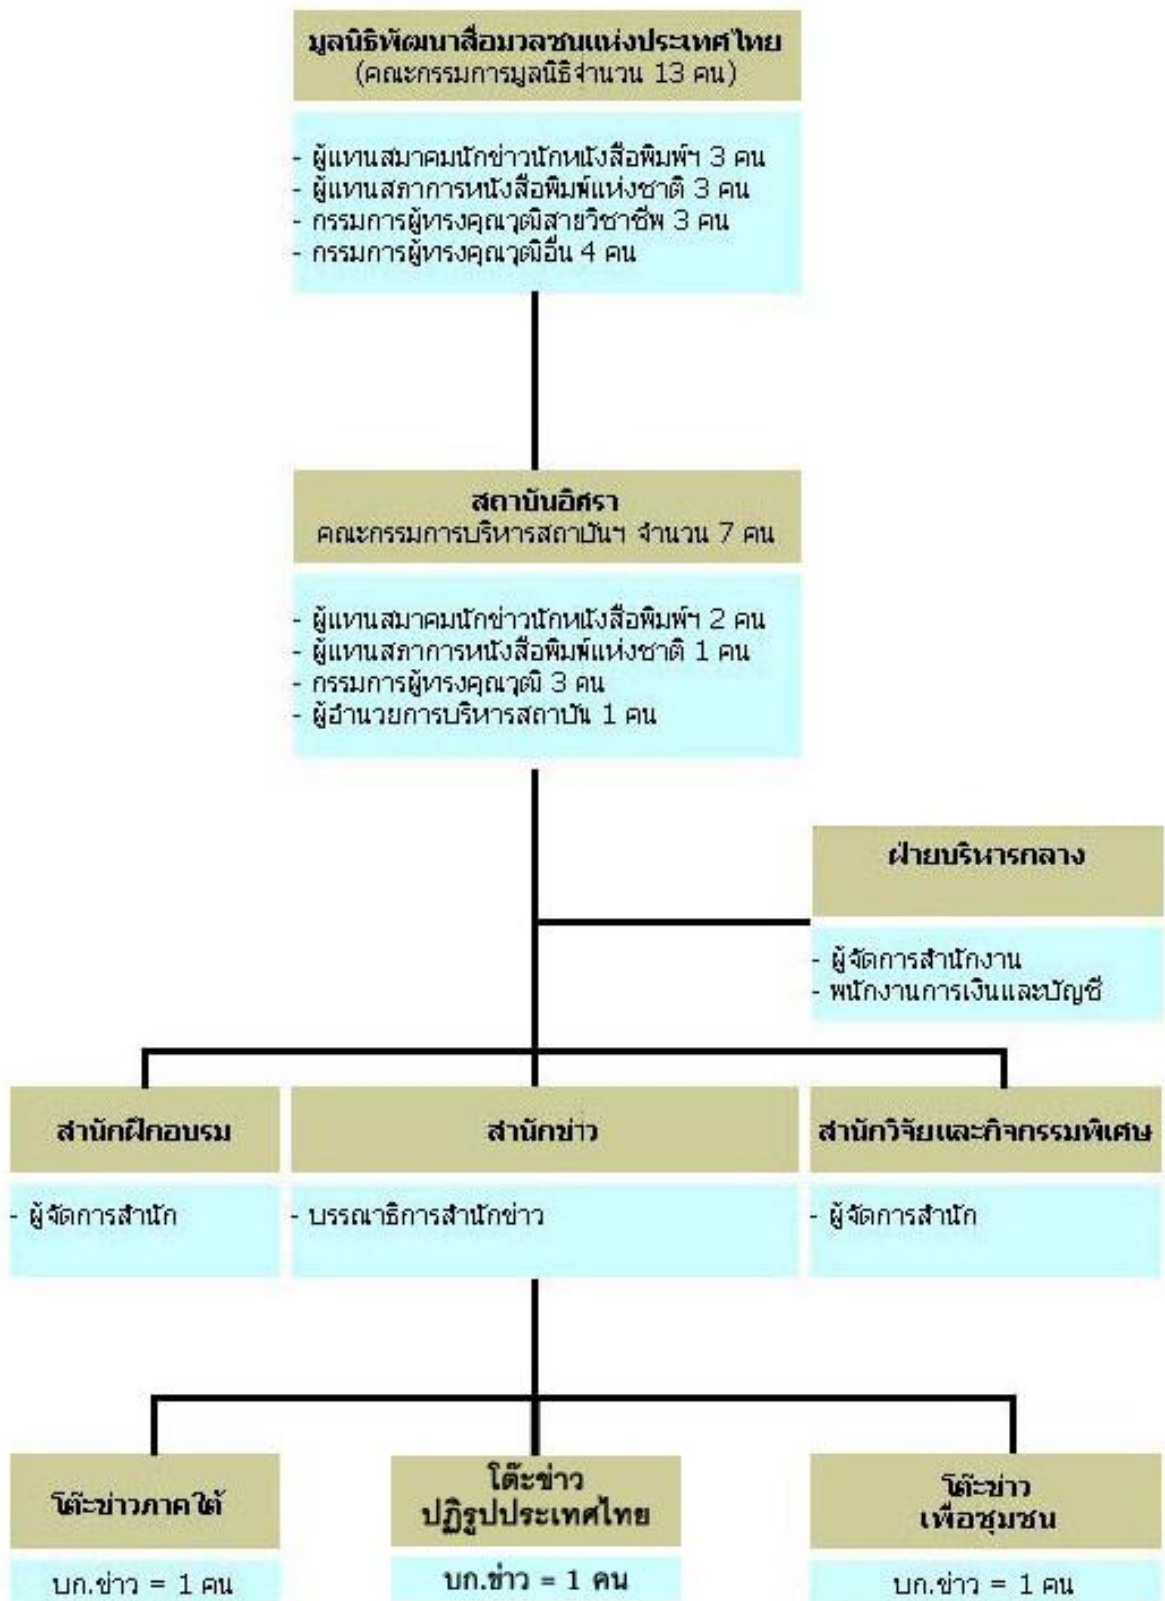 มูลนิธิพัฒนาสื่อมวลชนแห่งประเทศไทย
(คณะกรรมการมูลนิธิจำนวน 13 คน)
- ผู้แทนสมาคมนักข่าวนักหนังสือพิมพ์ฯ 3 คน
- ผู้แทนสภาการหนังสือพิมพ์แห่งชาติ 3 คน
- กรรมการผู้ทรงคุณวุฒิสายวิชาชีพ 3 คน
- กรรมการผู้ทรงคุณวุฒิอื่น 4 คน
สถาบันอิศรา
คณะกรรมการบริหารสถาบันฯ จำนวน 7 คน
- ผู้แทนสมาคมนักข่าวนักหนังสือพิมพ์ฯ 2 คน
- ผู้แทนสภาการหนังสือพิมพ์แห่งชาติ 1 คน
- กรรมการผู้ทรงคุณวุฒิ 3 คน
- ผู้อำนวยการบริหารสถาบัน 1 คน
ฝ่ายบริหารกลาง
- ผู้จัดการสำนักงาน
- พนักงานการเงินและบัญชี
สำนักฝึกอบรม
- ผู้จัดการสำนัก
สำนักข่าว
- บรรณาธิการสำนักข่าว
สำนักวิจัยและกิจกรรมพิเศษ
- ผู้จัดการสำนัก
โต๊ะข่าวภาคใต้
บก.ข่าว = 1 คน
โต๊ะข่าว
ปฏิรูปประเทศไทย
บก.ข่าว = 1 คน
โต๊ะข่าว
เพื่อชุมชน
บก.ข่าว = 1 คน